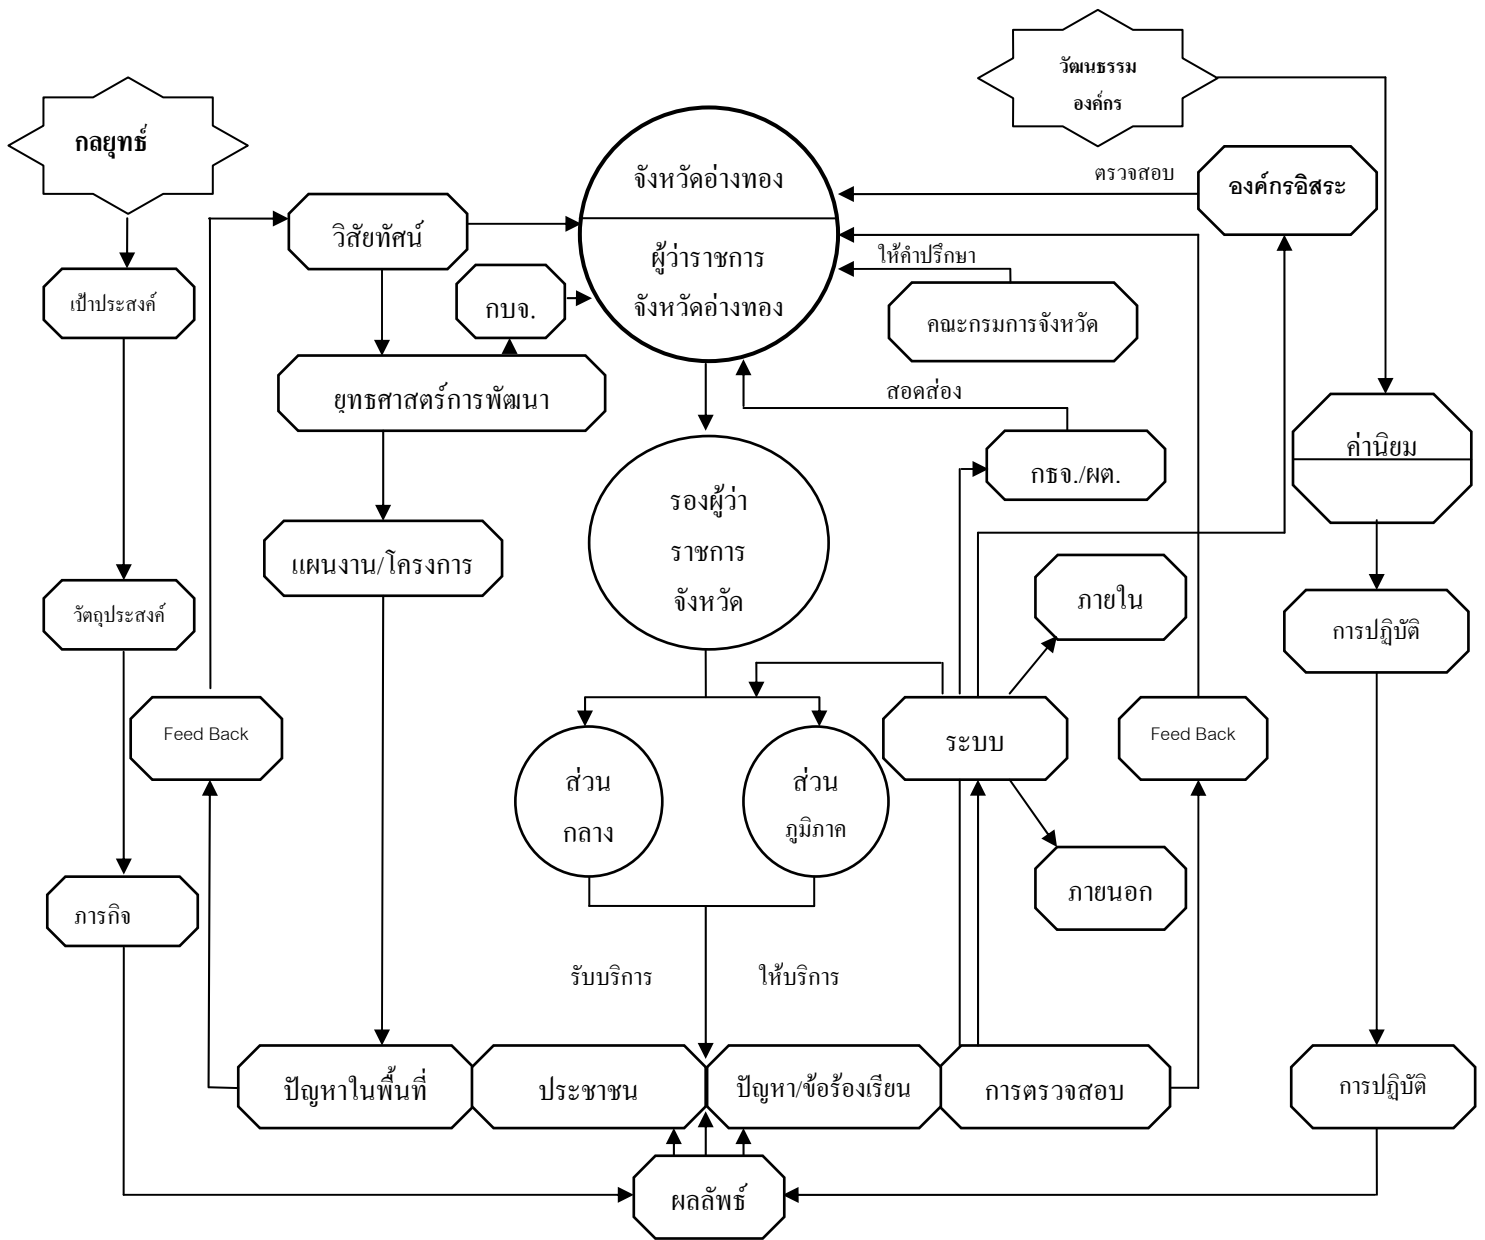 วัฒนธรรม
องค์กร
กลยุทธ์
จังหวัดอ่างทอง
ตรวจสอบ
องค์กรอิสระ
วิสัยทัศน์
ผู้ว่าราชการ
จังหวัดอ่างทอง
ให้คำปรึกษา
เป้าประสงค์
กบจ.
คณะกรมการจังหวัด
ยุทธศาสตร์การพัฒนา
สอดส่อง
ค่านิยม
กธจ./ผต.
รองผู้ว่า
ราชการ
จังหวัด
แผนงาน/โครงการ
ภายใน
วัตถุประสงค์
การปฏิบัติ
Feed Back
ระบบ
Feed Back
ส่วน
กลาง
ส่วน
ภูมิภาค
ภายนอก
ภารกิจ
รับบริการ
ให้บริการ
ปัญหาในพื้นที่
ประชาชน
ปัญหา/ข้อร้องเรียน
การตรวจสอบ
การปฏิบัติ
ผลลัพธ์